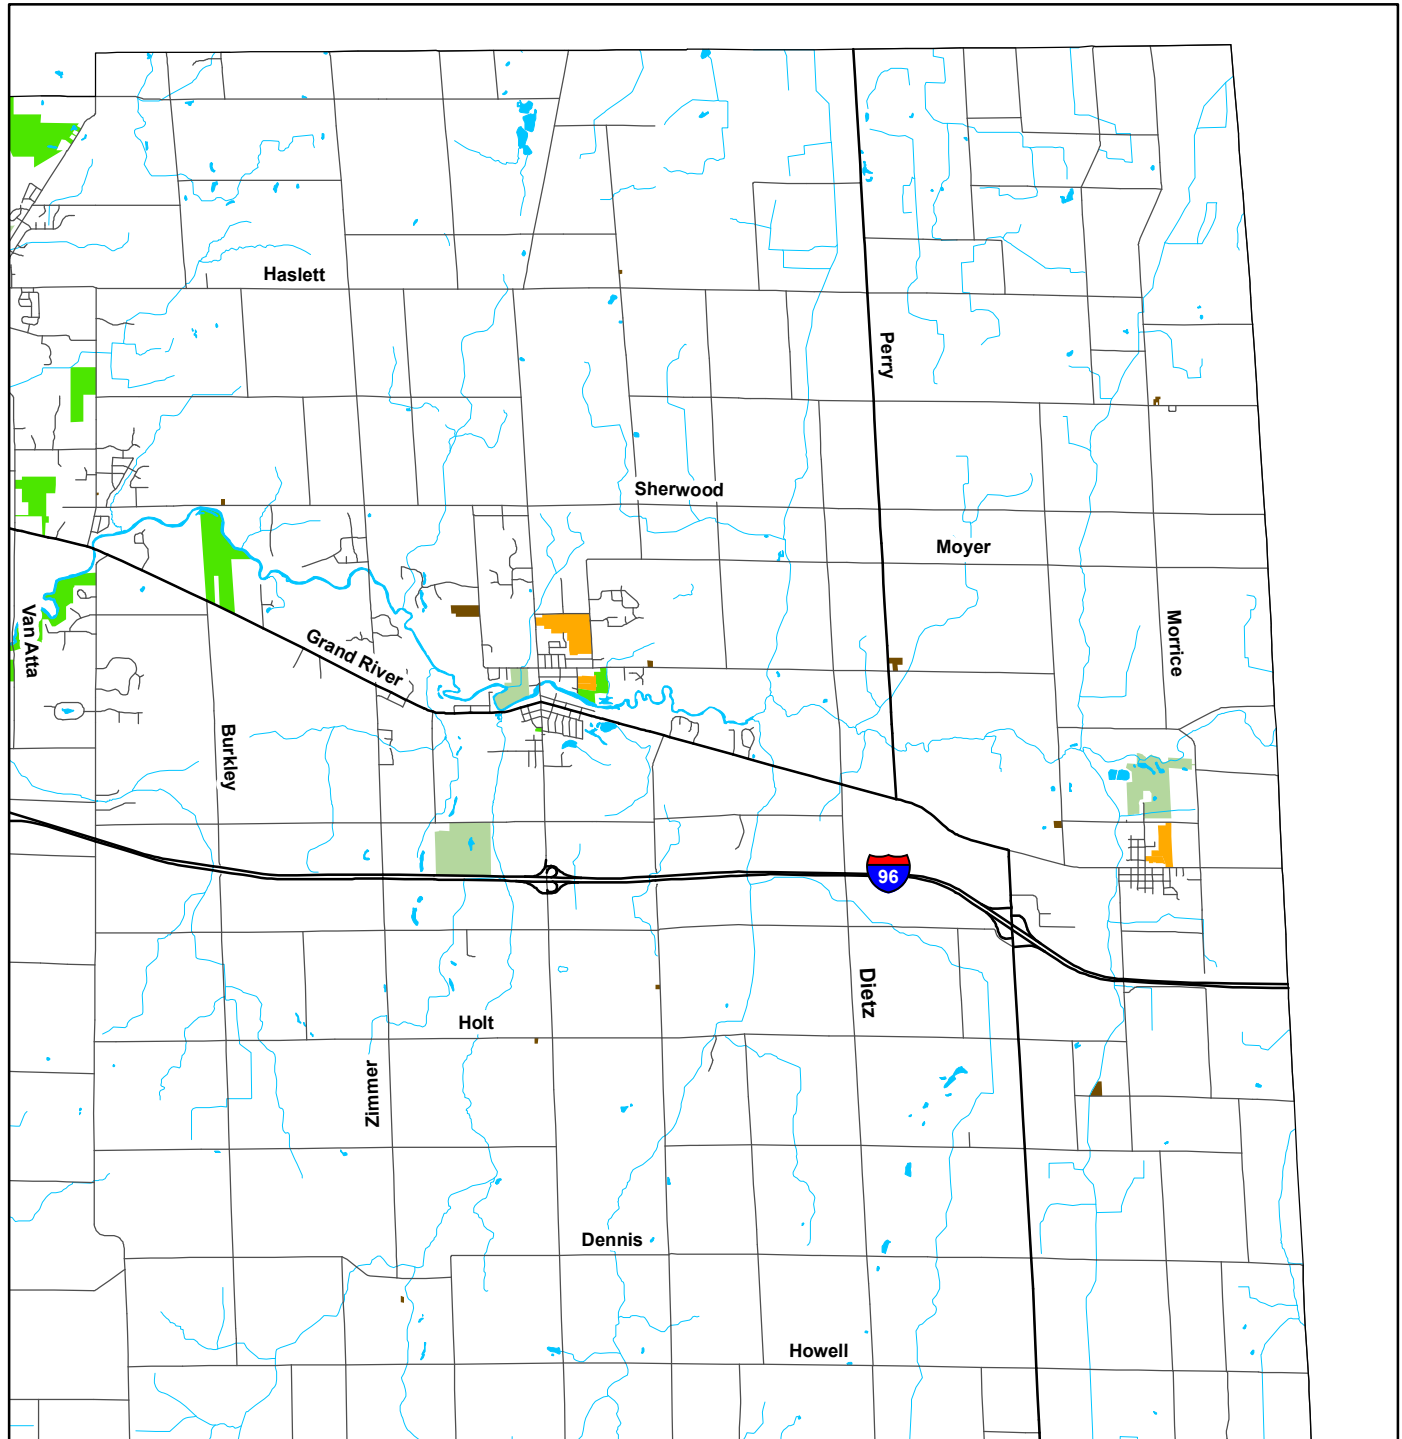 Haslett
Perry
Sherwood
Moyer
Van Atta
Grand River
Morrice
Burkley
96
Dietz
Holt
Zimmer
Dennis
Howell